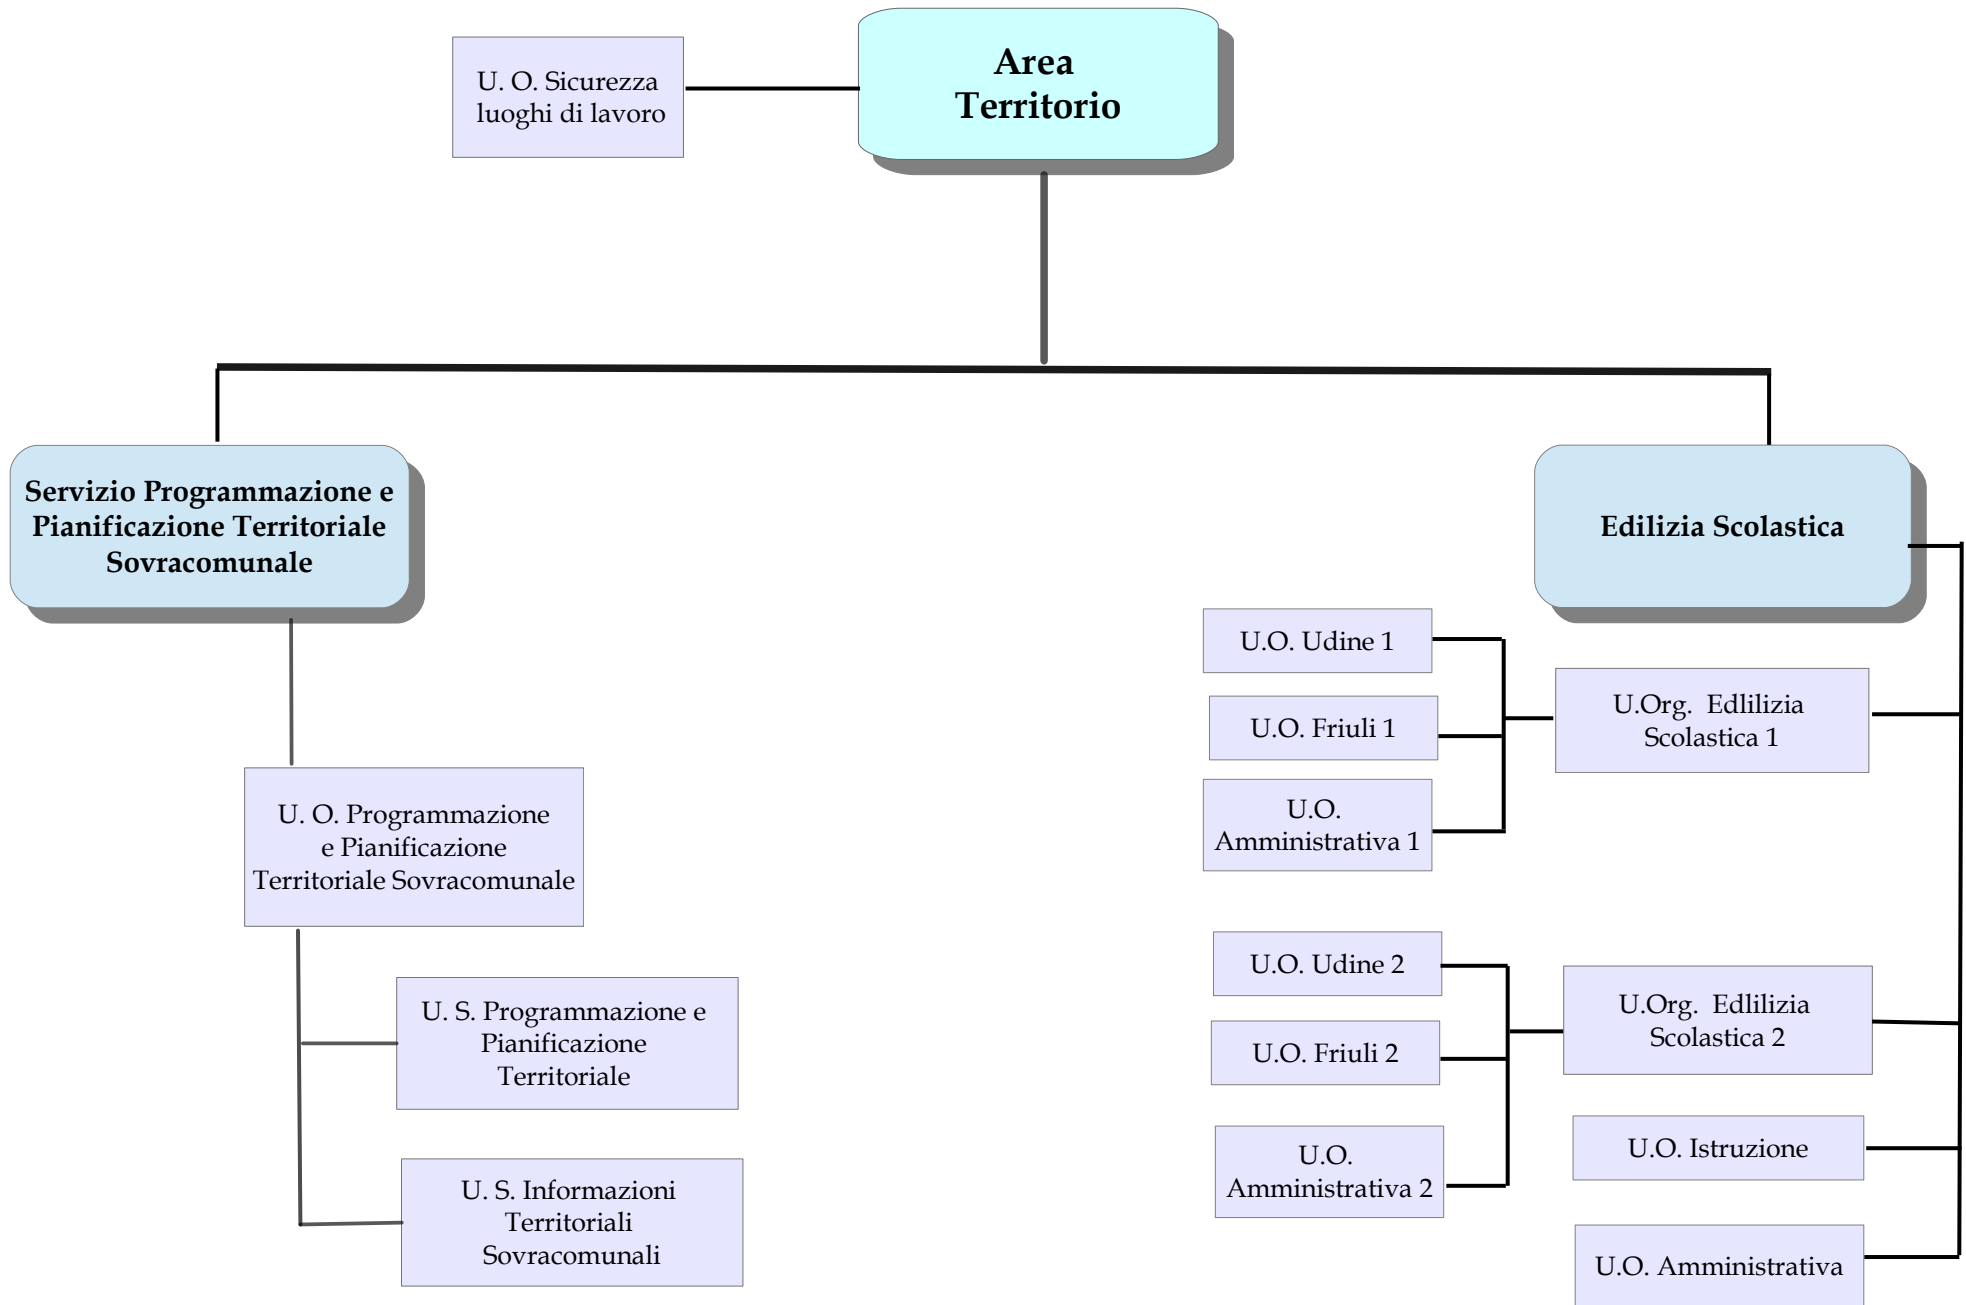 U. O. Sicurezza
luoghi di lavoro
Area
Territorio
Servizio Programmazione e
Pianificazione Territoriale
Sovracomunale
U. O. Programmazione
e Pianificazione
Territoriale Sovracomunale
U. S. Programmazione e
Pianificazione
Territoriale
U. S. Informazioni
Territoriali
Sovracomunali
Edilizia Scolastica
U.Org. Edlilizia
Scolastica 1
U.O. Udine 1
U.O. Friuli 1
U.O.
Amministrativa 1
U.Org. Edlilizia
Scolastica 2
U.O. Udine 2
U.O. Friuli 2
U.O.
Amministrativa 2
U.O. Istruzione
U.O. Amministrativa